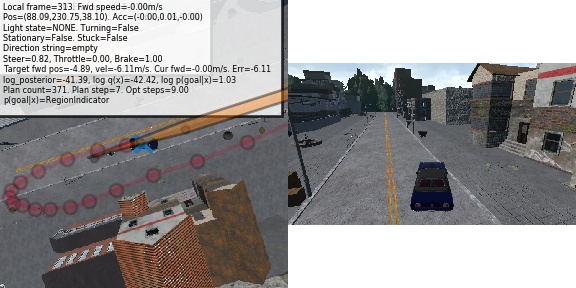 Local frame=313. Fwd speed=-0.00m/s
Pos=(88.09,230.75,38.10). Acc=(-0.00,0.01,-0.00)
Light state=NONE. Turning=False
Stationary=False. Stuck=False
Direction string=empty
Steer=0.82, Throttle=0.00, Brake=1.00
Target fwd pos=-4.89, vel=-6.11m/s. Cur fwd=-0.00m/s. Err=-6.11
log_posterior=-41.39, log q(x)=-42.42, log p(goal|x)=1.03
Plan count=371. Plan step=7. Opt steps=9.00
p(goal|x)=RegionIndicator